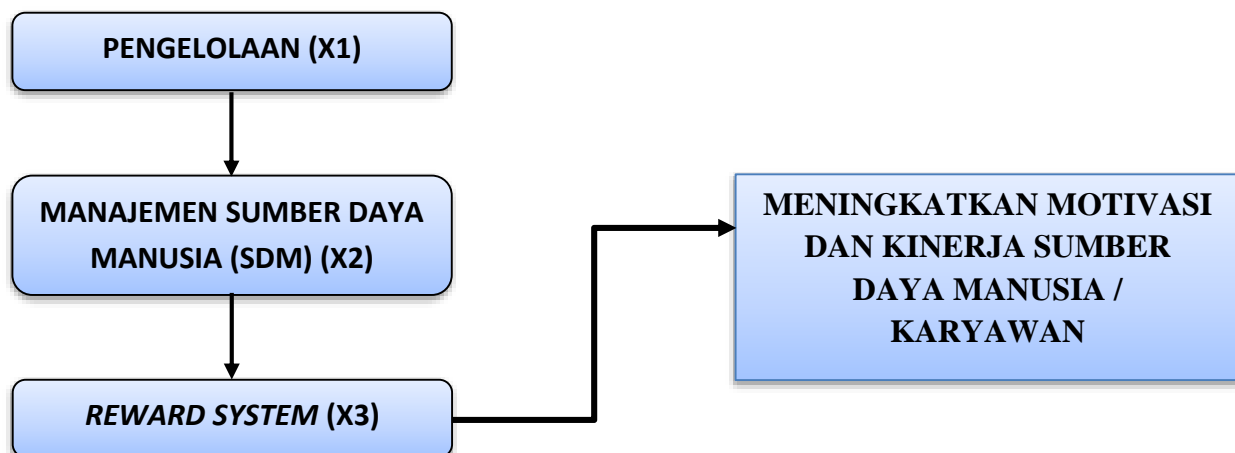 PENGELOLAAN (X1)
MANAJEMEN SUMBER DAYA
MANUSIA (SDM) (X2)
REWARD SYSTEM (X3)
MENINGKATKAN MOTIVASI
DAN KINERJA SUMBER
DAYA MANUSIA /
KARYAWAN